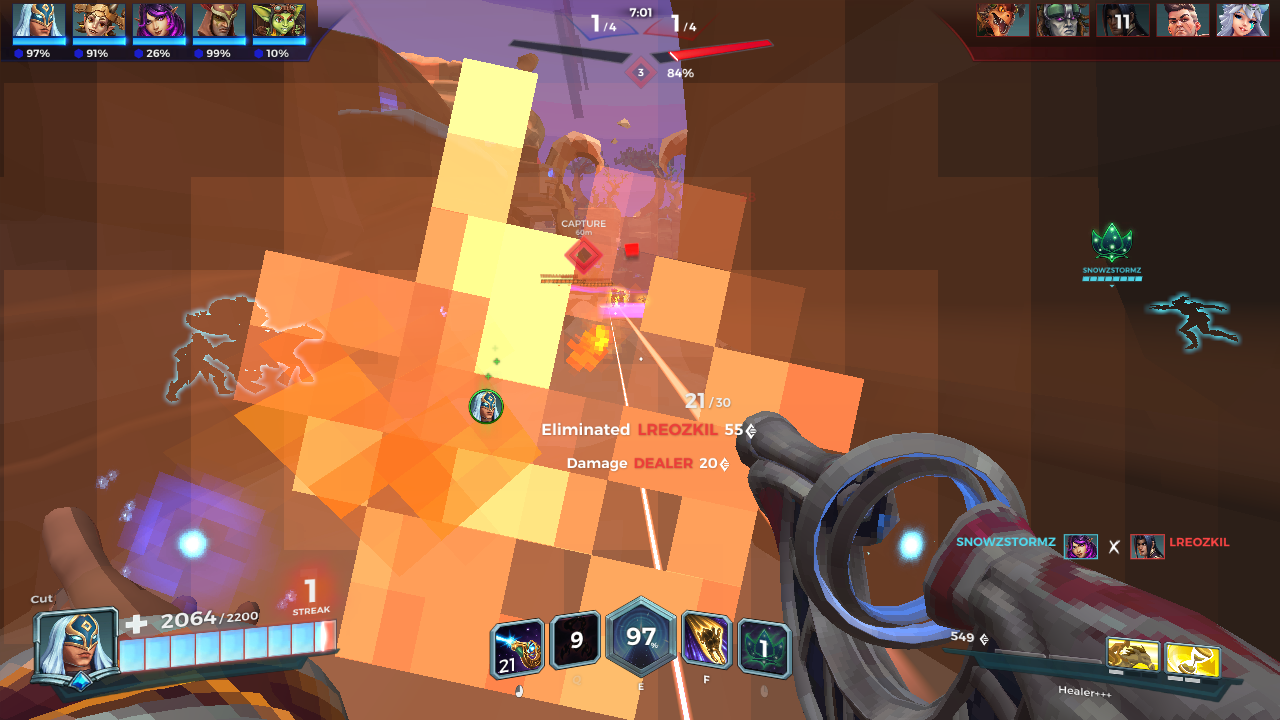 97% 91% 26% 99% 10%
1/4 7:01 1/4
11
3 84%
CAPTURE
60m
SNOWZSTORMZ
21/30
Eliminated LREOZKIL 55
Damage DEALER 20
SNOWZSTORMZ X LREOZKIL
Cut
2064/2200
1
STREAK
21
9
97%
1
E
F
549
Healer+++